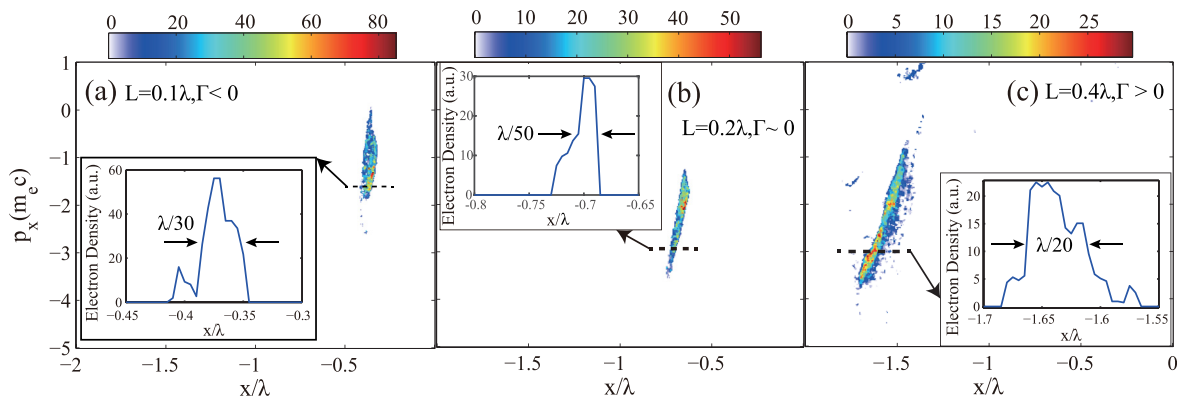 0 20 40 60 80
0 10 20 30 40 50
0 5 10 15 20 25
(a) L=0.1λ,Γ< 0
(b)
L=0.2λ,Γ~ 0
(c) L=0.4λ,Γ > 0
p_x(m_e c)
1
0
−1
−2
−3
−4
−5
−2 −1.5 −1 −0.5
x/λ
−1.5 −1 −0.5
x/λ
−1.5 −1 −0.5 0
x/λ
Electron Density (a.u.)
60
40
20
0
λ/30
−0.45 −0.4 −0.35 −0.3
x/λ
Electron Density (a.u.)
30
20
10
0
λ/50
-0.8 -0.7 -0.65
x/λ
Electron Density (a.u.)
20
15
10
5
0
λ/20
−1.7 −1.65 −1.6 −1.55
x/λ